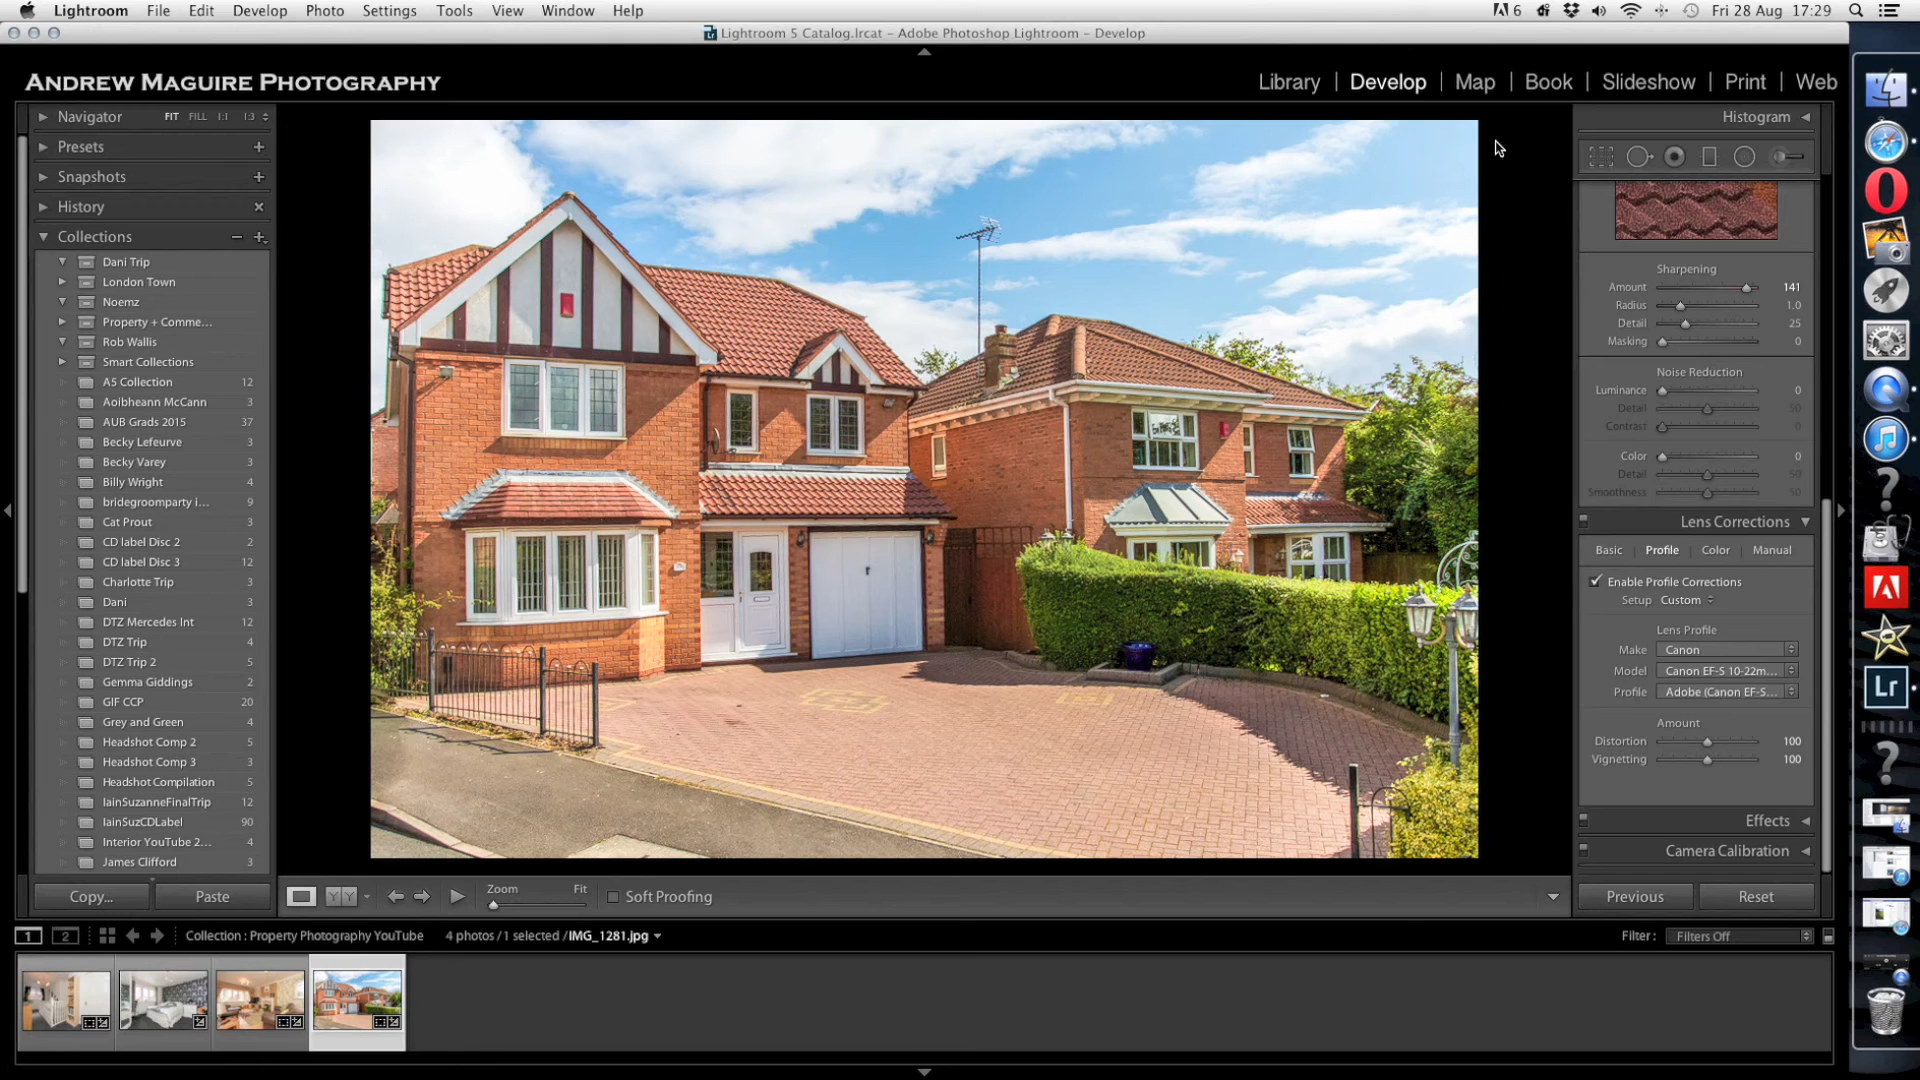 Lightroom File Edit Develop Photo Settings Tools View Window Help
6 Fri 28 Aug 17:29
Lightroom 5 Catalog.lrcat – Adobe Photoshop Lightroom – Develop
ANDREW MAGUIRE PHOTOGRAPHY
Library | Develop | Map | Book | Slideshow | Print | Web
Navigator FIT FILL 1:1 1:3
Presets
Snapshots
History
Collections
Dani Trip
London Town
Noemz
Property + Comme...
Rob Wallis
Smart Collections
A5 Collection 12
Aoibheann McCann 3
AUB Grads 2015 37
Becky Lefeurve 3
Becky Varey 3
Billy Wright 4
bridegroomparty i... 9
Cat Prout 3
CD label Disc 2 2
CD label Disc 3 12
Charlotte Trip 3
Dani 3
DTZ Mercedes Int 12
DTZ Trip 4
DTZ Trip 2 5
Gemma Giddings 2
GIF CCP 20
Grey and Green 4
Headshot Comp 2 5
Headshot Comp 3 3
Headshot Compilation 5
IainSuzanneFinalTrip 12
IainSuzCDLabel 90
Interior YouTube 2... 4
James Clifford 3
Copy... Paste
Histogram
Sharpening
Amount 141
Radius 1.0
Detail 25
Masking 0
Noise Reduction
Luminance 0
Detail 50
Contrast 0
Color 0
Detail 50
Smoothness 50
Lens Corrections
Basic Profile Color Manual
Enable Profile Corrections
Setup Custom
Lens Profile
Make Canon
Model Canon EF-S 10-22m...
Profile Adobe (Canon EF-S...
Amount
Distortion 100
Vignetting 100
Effects
Camera Calibration
Previous Reset
YY Zoom Fit Soft Proofing
1 2 Collection : Property Photography YouTube 4 photos / 1 selected / IMG_1281.jpg
Filter : Filters Off
Lr